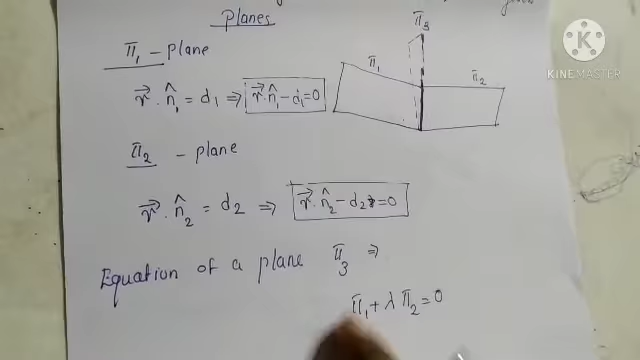 Planes
π₁ - plane
r⃗ . n̂₁ = d₁ ⇒ r⃗ . n̂₁ - d₁ = 0
π₂ - plane
r⃗ . n̂₂ = d₂ ⇒ r⃗ . n̂₂ - d₂ = 0
Equation of a plane π₃ ⇒
π₁ + λ π₂ = 0
π₃
π₁
π₂
K
KINEMASTER